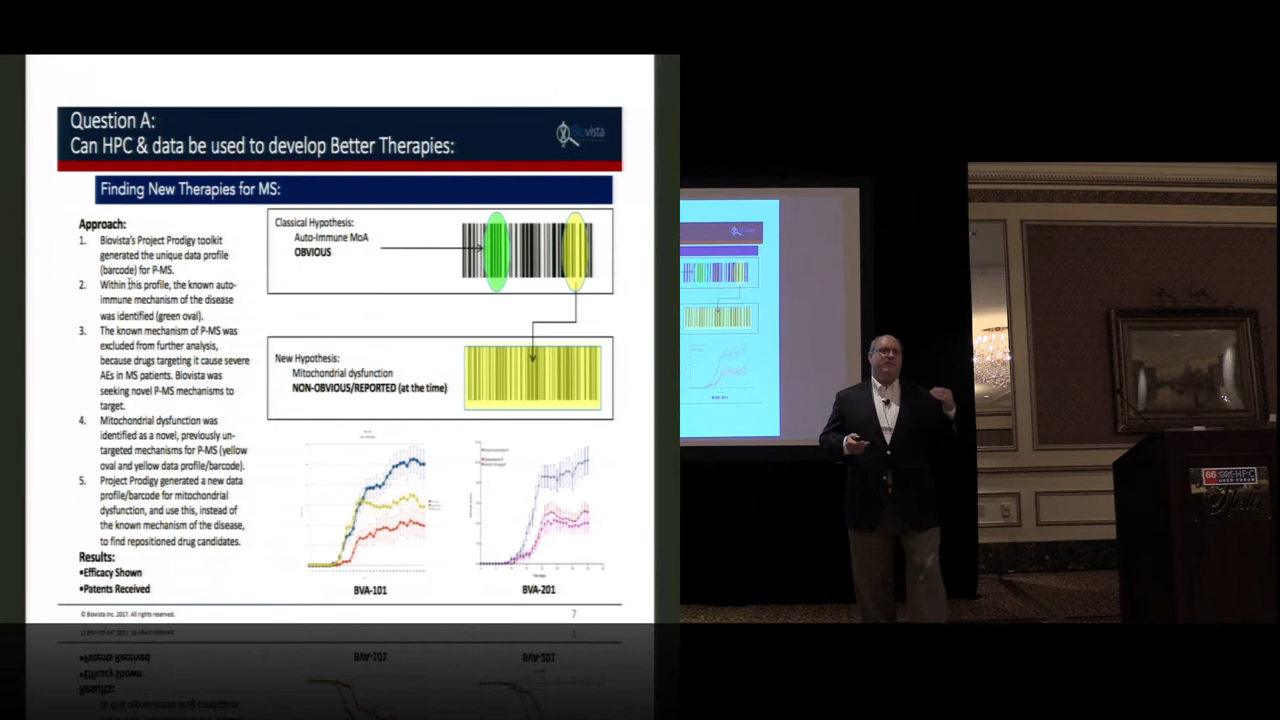 Question A:
Can HPC & data be used to develop Better Therapies:
Biovista
Finding New Therapies for MS:
Approach:
1. Biovista's Project Prodigy toolkit
generated the unique data profile
(barcode) for P-MS.
2. Within this profile, the known auto-
immune mechanism of the disease
was identified (green oval).
3. The known mechanism of P-MS was
excluded from further analysis,
because drugs targeting it cause severe
AEs in MS patients. Biovista was
seeking novel P-MS mechanisms to
target.
4. Mitochondrial dysfunction was
identified as a novel, previously un-
targeted mechanisms for P-MS (yellow
oval and yellow data profile/barcode).
5. Project Prodigy generated a new data
profile/barcode for mitochondrial
dysfunction, and use this, instead of
the known mechanism of the disease,
to find repositioned drug candidates.
Results:
•Efficacy Shown
•Patents Received
Classical Hypothesis:
Auto-Immune MoA
OBVIOUS
New Hypothesis:
Mitochondrial dysfunction
NON-OBVIOUS/REPORTED (at the time)
BVA-101
BVA-201
© Biovista Inc. 2017. All rights reserved.
7
BVA-201
66 HPC
USER FORUM